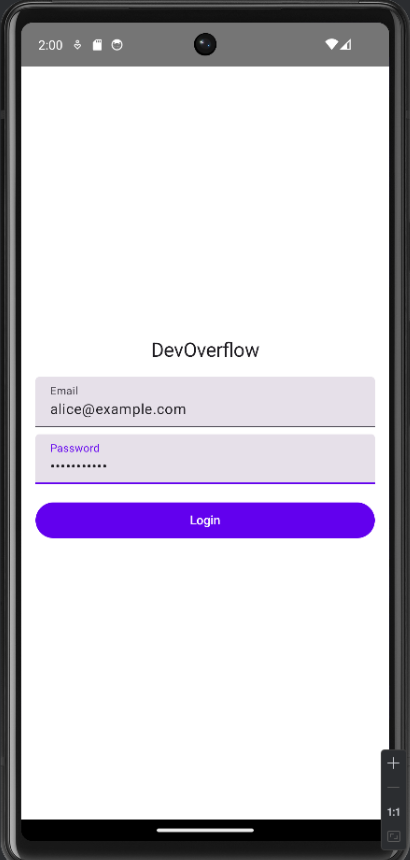 2:00
DevOverflow
Email
alice@example.com
Password
•••••••••••
Login
1:1